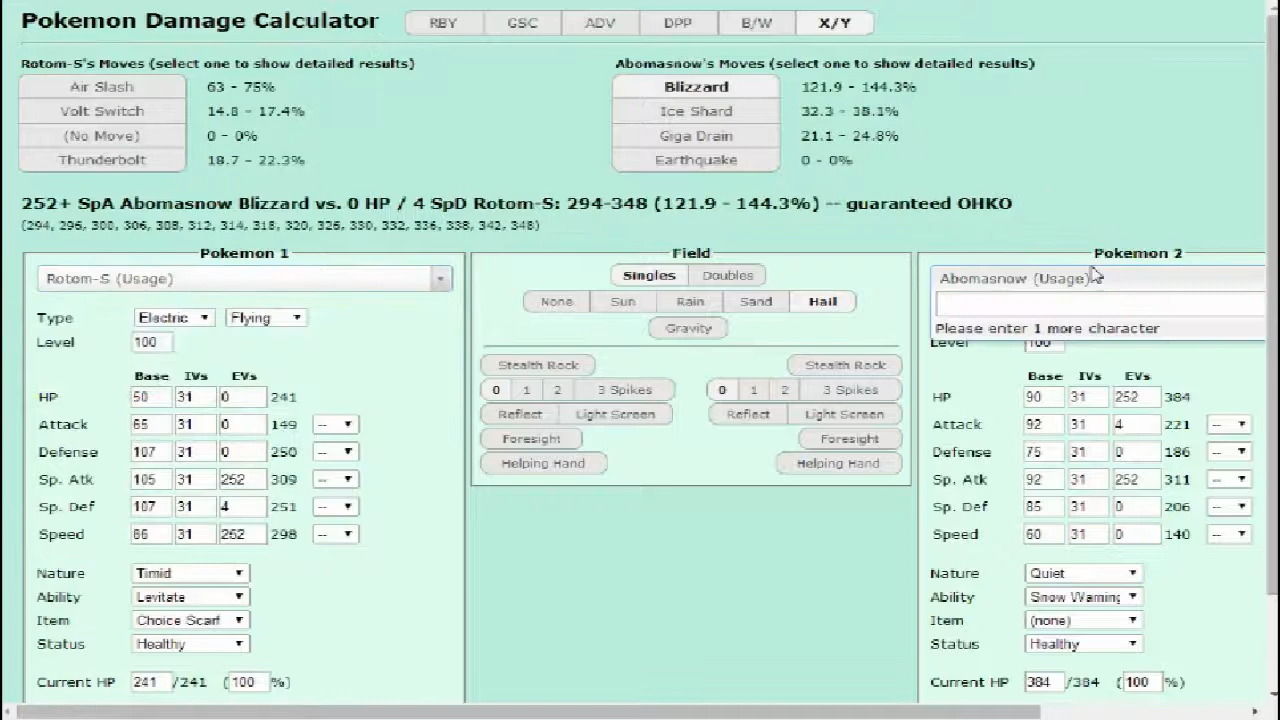 Pokemon Damage Calculator RBY GSC ADV DPP B/W X/Y
Rotom-S's Moves (select one to show detailed results)
Air Slash 63 - 75%
Volt Switch 14.8 - 17.4%
(No Move) 0 - 0%
Thunderbolt 18.7 - 22.3%
Abomasnow's Moves (select one to show detailed results)
Blizzard 121.9 - 144.3%
Ice Shard 32.3 - 38.1%
Giga Drain 21.1 - 24.8%
Earthquake 0 - 0%
252+ SpA Abomasnow Blizzard vs. 0 HP / 4 SpD Rotom-S: 294-348 (121.9 - 144.3%) -- guaranteed OHKO
(294, 296, 300, 306, 308, 312, 314, 318, 320, 326, 330, 332, 336, 338, 342, 348)
Pokemon 1
Rotom-S (Usage)
Type Electric Flying
Level 100
Base IVs EVs
HP 50 31 0 241
Attack 65 31 0 149 --
Defense 107 31 0 250 --
Sp. Atk 105 31 252 309 --
Sp. Def 107 31 4 251 --
Speed 86 31 252 298 --
Nature Timid
Ability Levitate
Item Choice Scarf
Status Healthy
Current HP 241 /241 (100 %)
Field
Singles Doubles
None Sun Rain Sand Hail
Gravity
Stealth Rock Stealth Rock
0 1 2 3 Spikes 0 1 2 3 Spikes
Reflect Light Screen Reflect Light Screen
Foresight Foresight
Helping Hand Helping Hand
Pokemon 2
Abomasnow (Usage)
Please enter 1 more character
Level 100
Base IVs EVs
HP 90 31 252 384
Attack 92 31 4 221 --
Defense 75 31 0 186 --
Sp. Atk 92 31 252 311 --
Sp. Def 85 31 0 206 --
Speed 60 31 0 140 --
Nature Quiet
Ability Snow Warning
Item (none)
Status Healthy
Current HP 384 /384 (100 %)